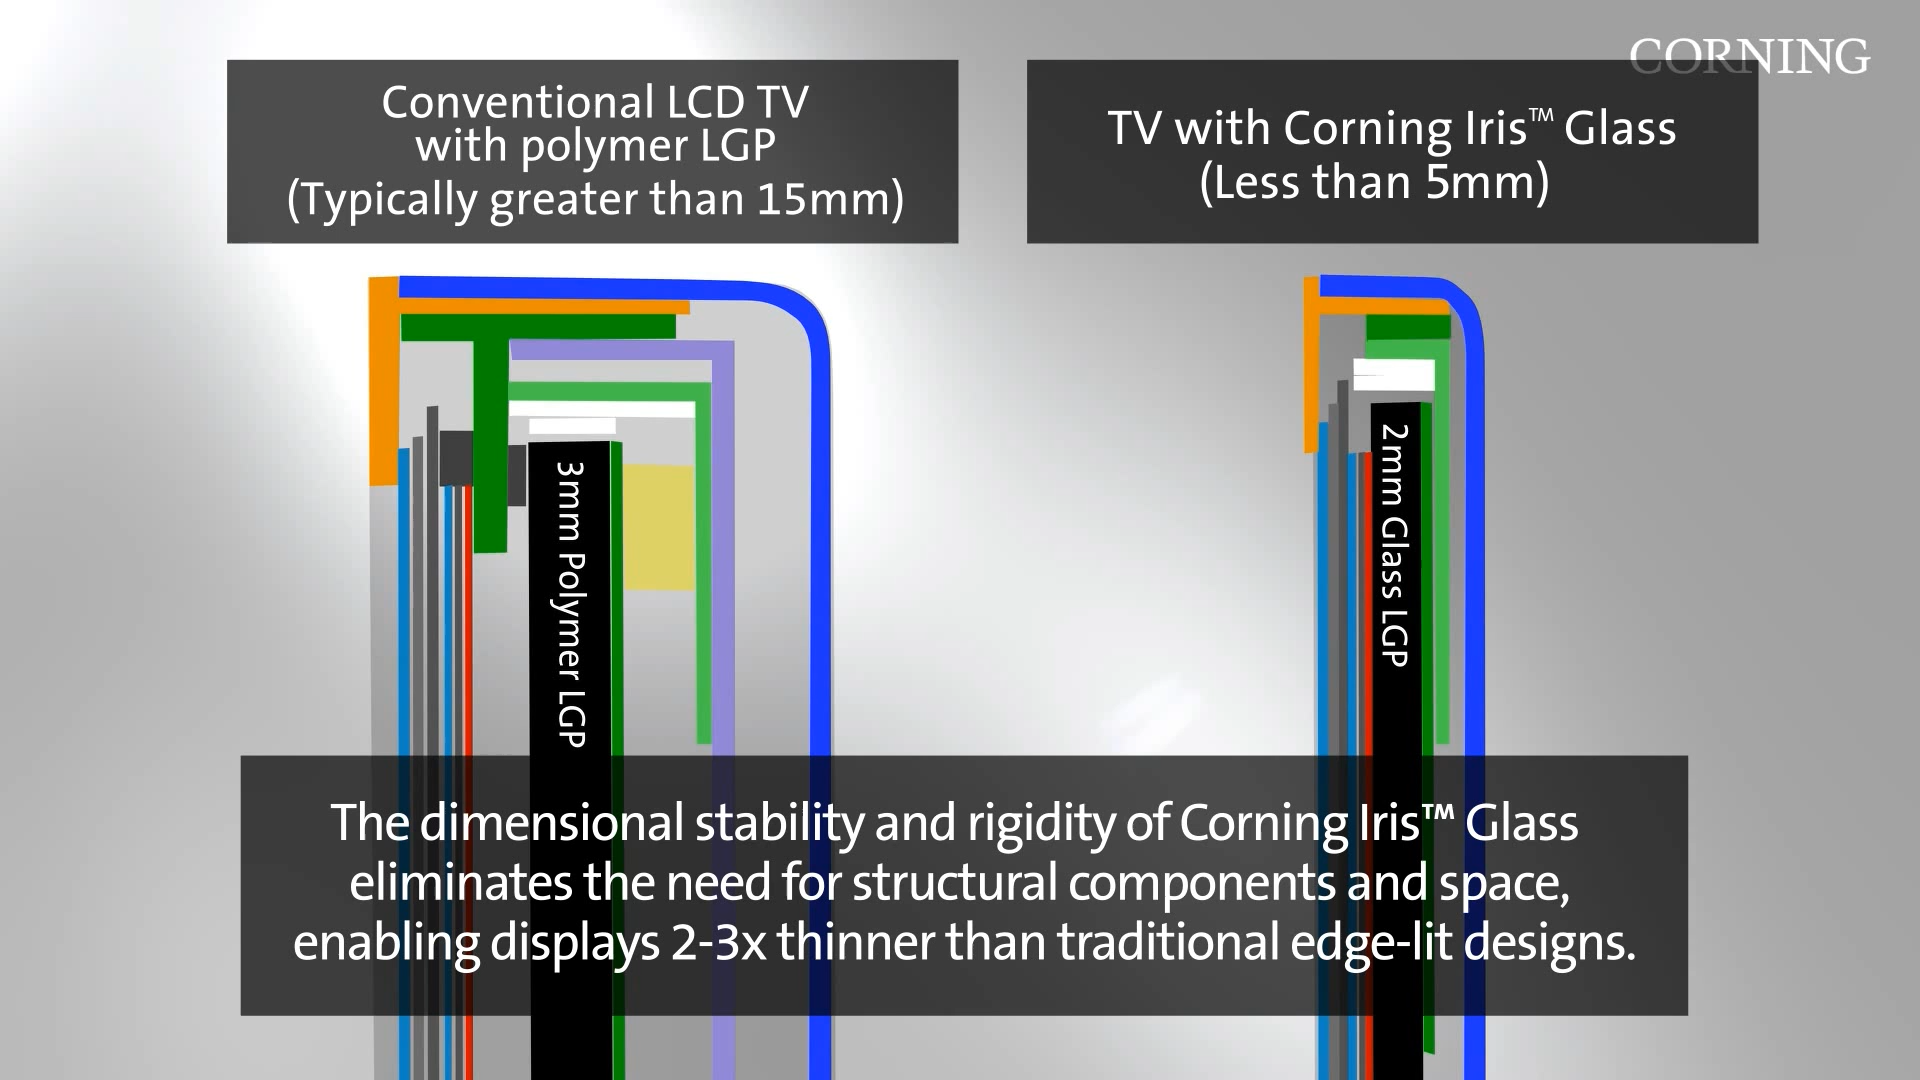 CORNING
Conventional LCD TV
with polymer LGP
(Typically greater than 15mm)
TV with Corning Iris™ Glass
(Less than 5mm)
3mm Polymer LGP
2mm Glass LGP
The dimensional stability and rigidity of Corning Iris™ Glass
eliminates the need for structural components and space,
enabling displays 2-3x thinner than traditional edge-lit designs.